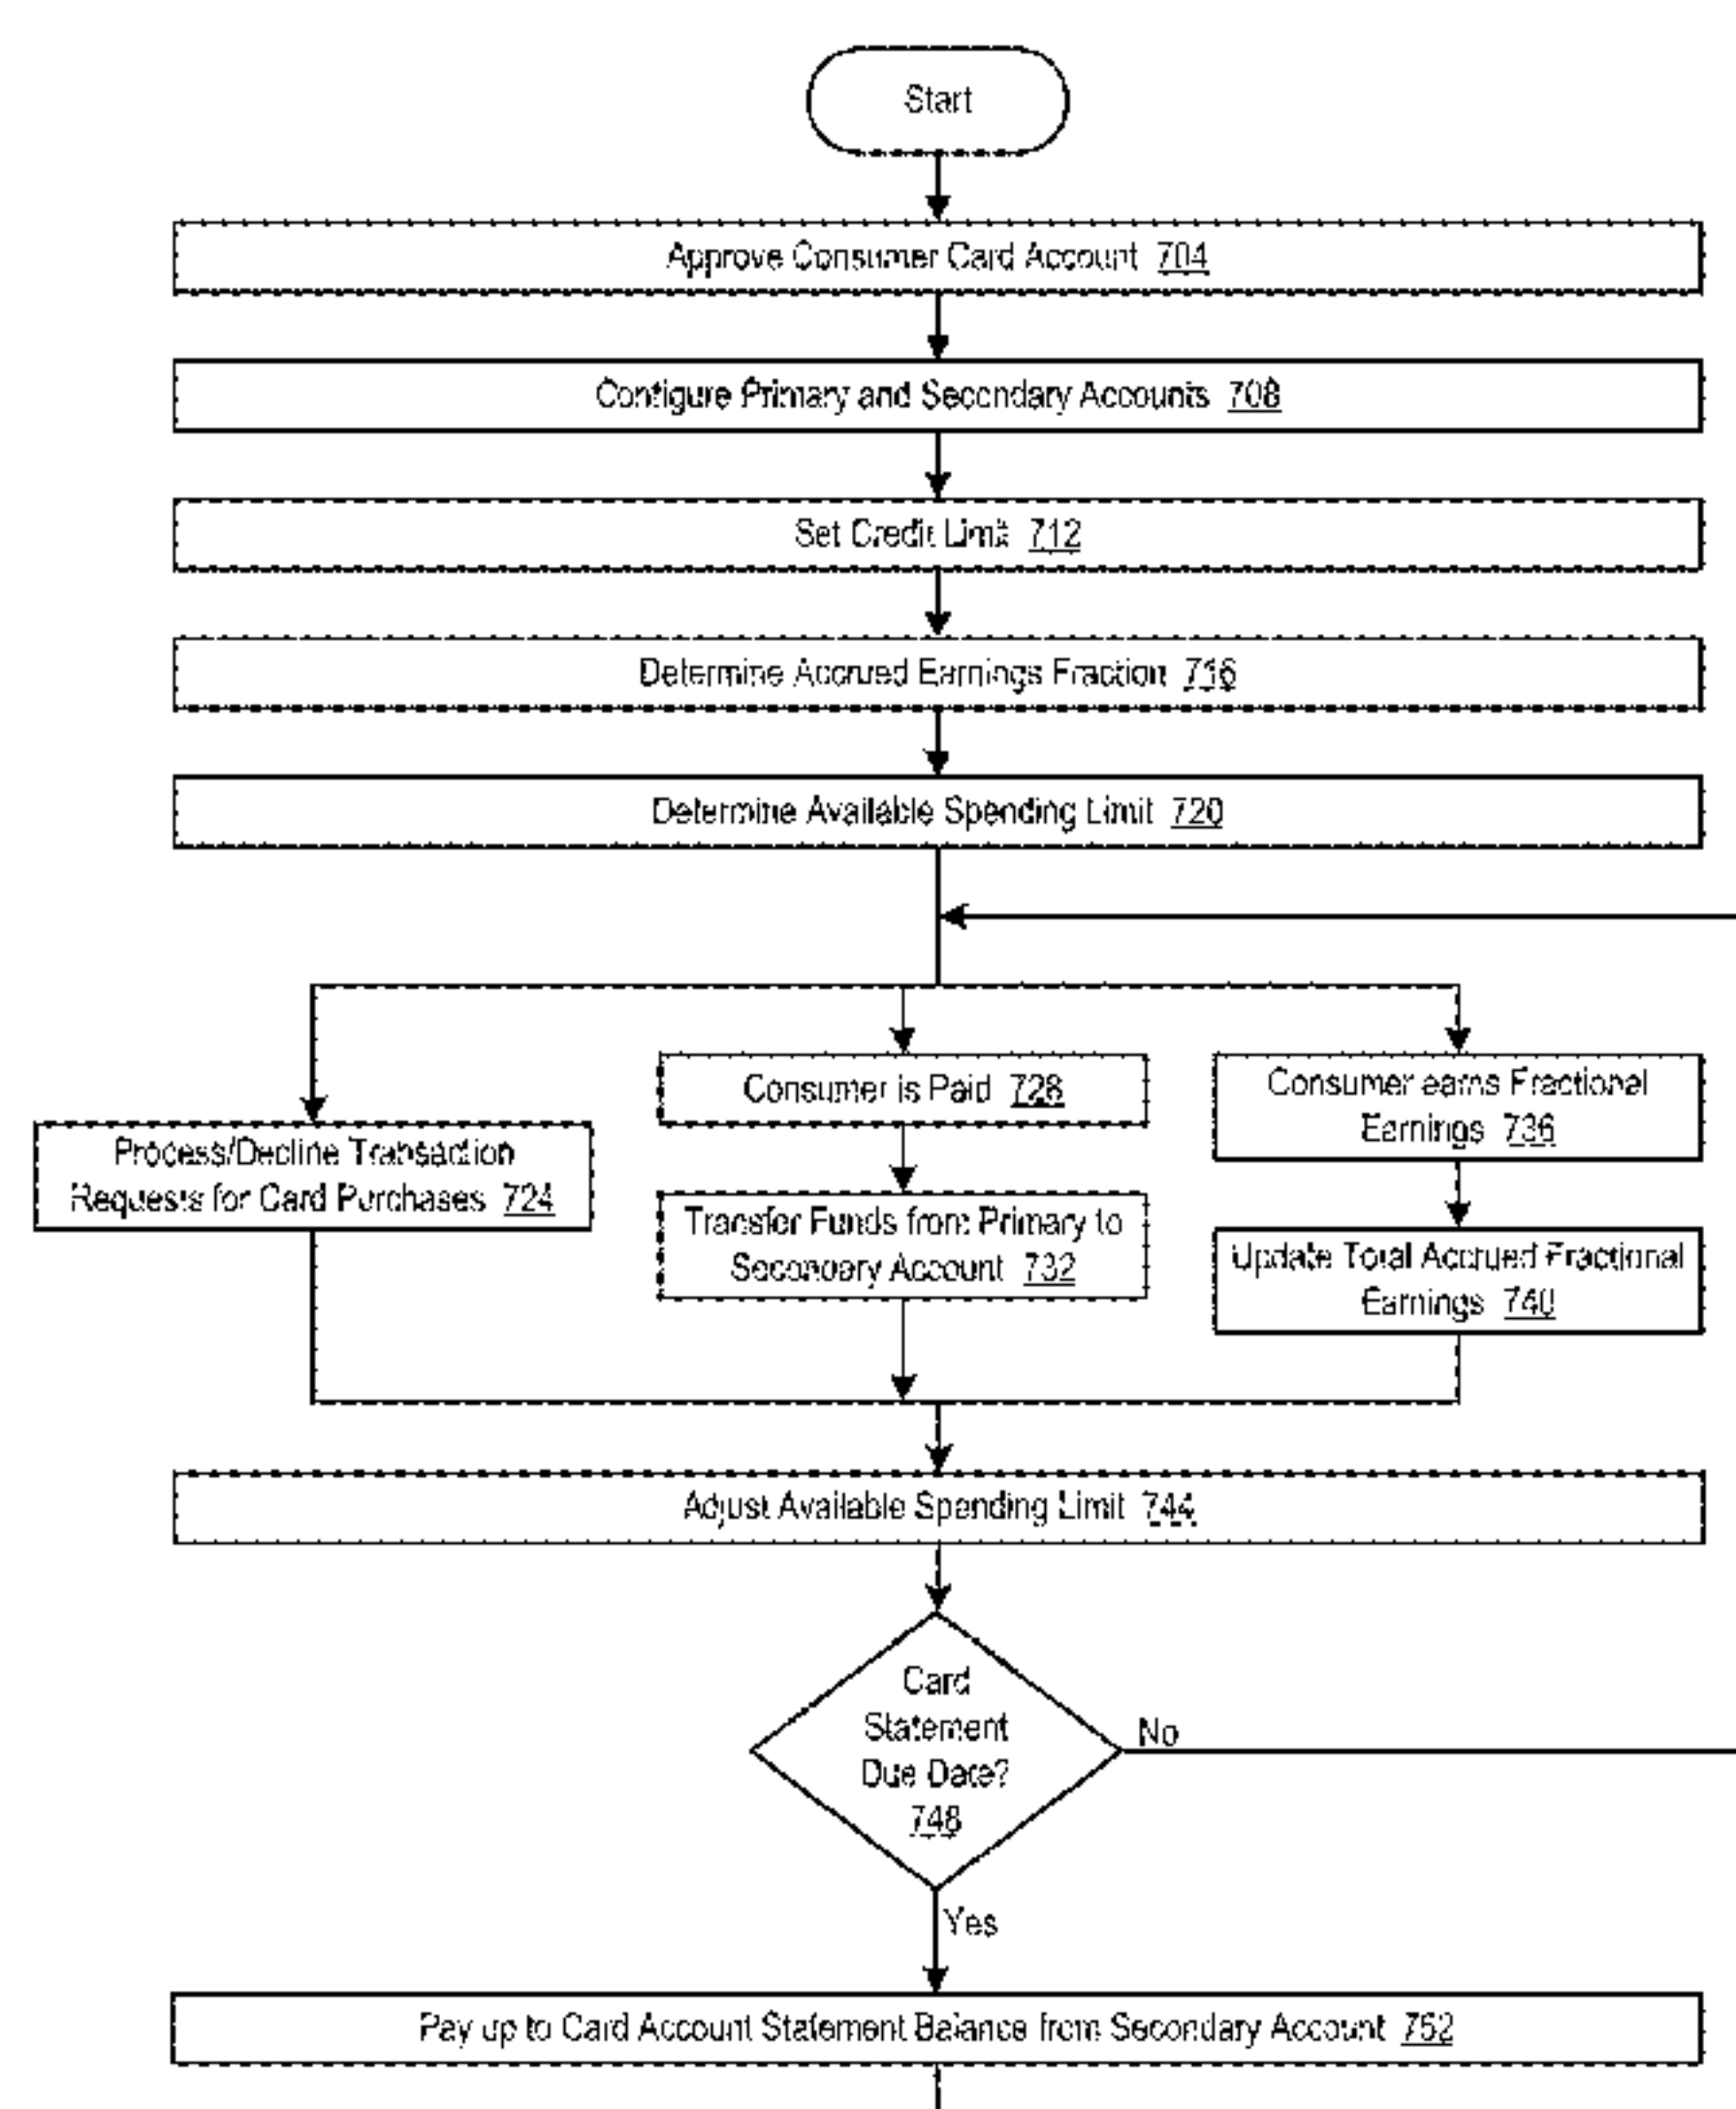 Start
Approve Consumer Card Account 704
Configure Primary and Secondary Accounts 708
Set Credit Limit 712
Determine Accrued Earnings Fraction 716
Determine Available Spending Limit 720
Process/Decline Transaction
Requests for Card Purchases 724
Consumer is Paid 728
Transfer Funds from Primary to
Secondary Account 732
Consumer earns Fractional
Earnings 736
Update Total Accrued Fractional
Earnings 740
Adjust Available Spending Limit 744
Card
Statement
Due Date?
748
No
Yes
Pay up to Card Account Statement Balance from Secondary Account 752